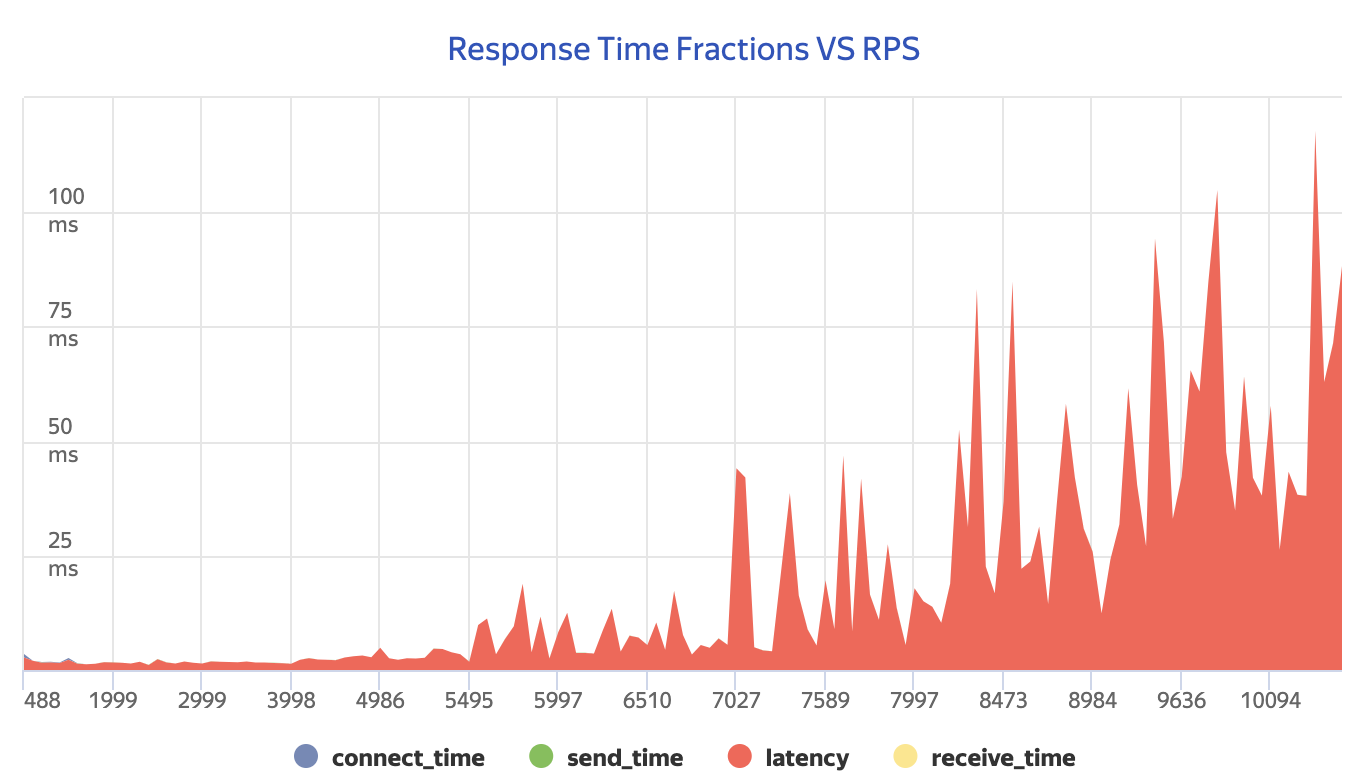 Response Time Fractions VS RPS
100
ms
75
ms
50
ms
25
ms
488 1999 2999 3998 4986 5495 5997 6510 7027 7589 7997 8473 8984 9636 10094
connect_time send_time latency receive_time